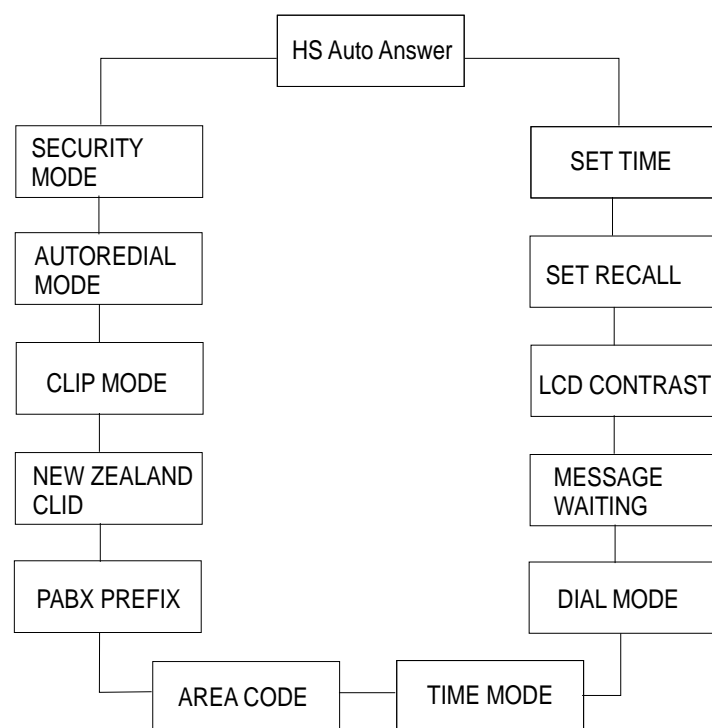 HS Auto Answer
SECURITY
MODE
SET TIME
AUTOREDIAL
MODE
SET RECALL
CLIP MODE
LCD CONTRAST
NEW ZEALAND
CLID
MESSAGE
WAITING
PABX PREFIX
DIAL MODE
AREA CODE
TIME MODE